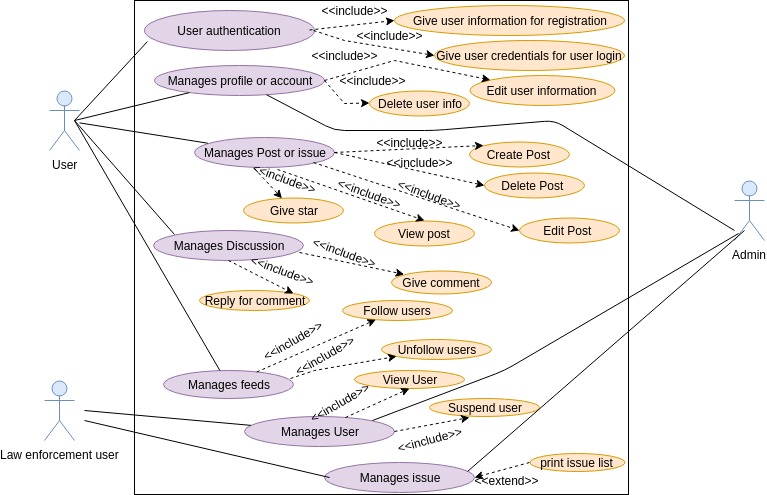 <<include>>
Give user information for registration
User authentication
<<include>>
Give user credentials for user login
<<include>>
Manages profile or account
<<include>>
Edit user information
Delete user info
User
<<include>>
Manages Post or issue
Create Post
<<include>>
<<include>>
Delete Post
<<include>>
<<include>>
Give star
View post
Edit Post
Manages Discussion
<<include>>
Admin
<<include>>
Give comment
Reply for comment
Follow users
<<include>>
Unfollow users
<<include>>
View User
Manages feeds
<<include>>
Suspend user
Manages User
<<include>>
Law enforcement user
print issue list
Manages issue
<<extend>>